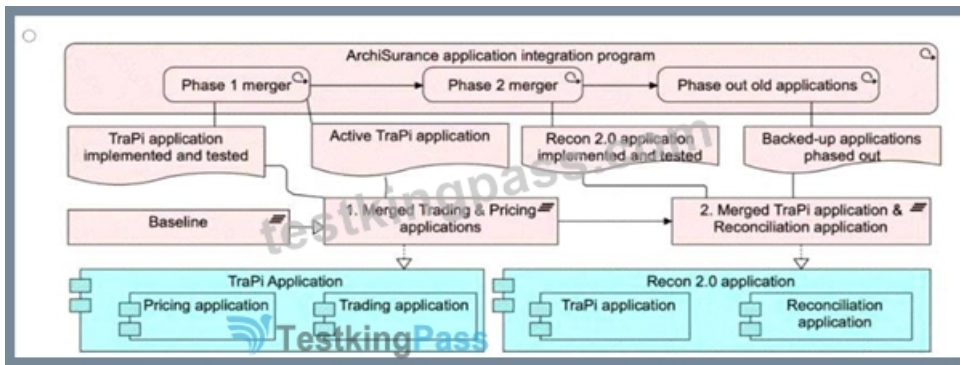 ArchiSurance application integration program
Phase 1 merger
Phase 2 merger
Phase out old applications
TraPi application
implemented and tested
Active TraPi application
Recon 2.0 application
implemented and tested
Backed-up applications
phased out
testkingpass.com
Baseline
1. Merged Trading & Pricing
applications
2. Merged TraPi application &
Reconciliation application
TraPi Application
Pricing application
Trading application
Recon 2.0 application
TraPi application
Reconciliation
application
TestkingPass